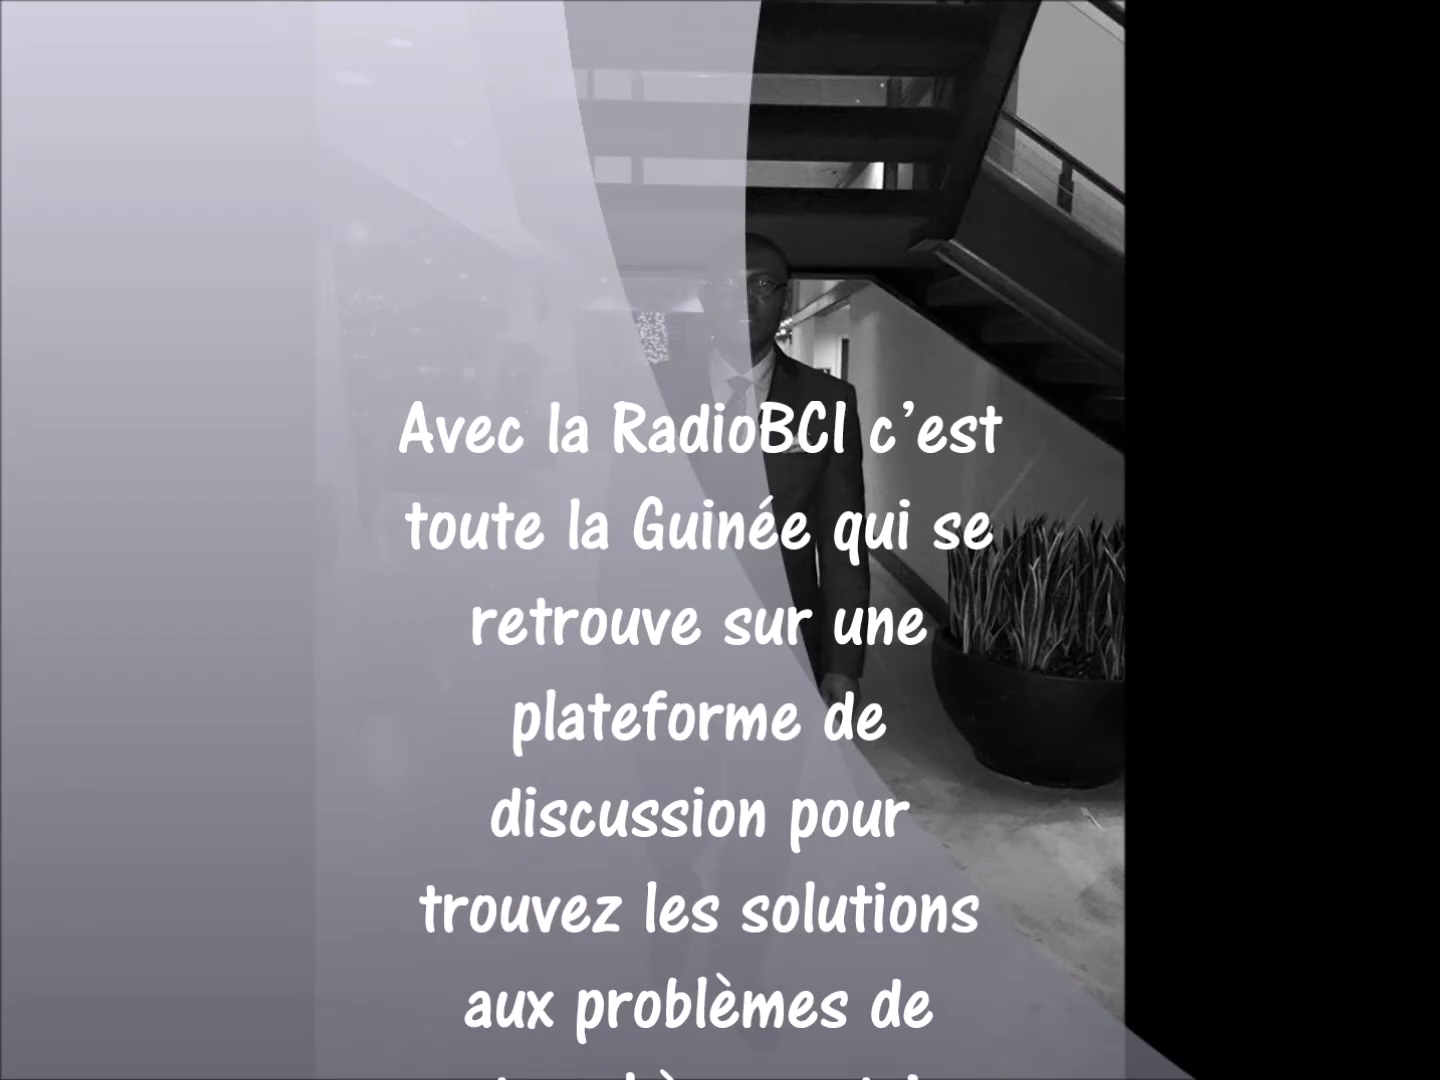 Avec la RadioBCI c’est
toute la Guinée qui se
retrouve sur une
plateforme de
discussion pour
trouvez les solutions
aux problèmes de